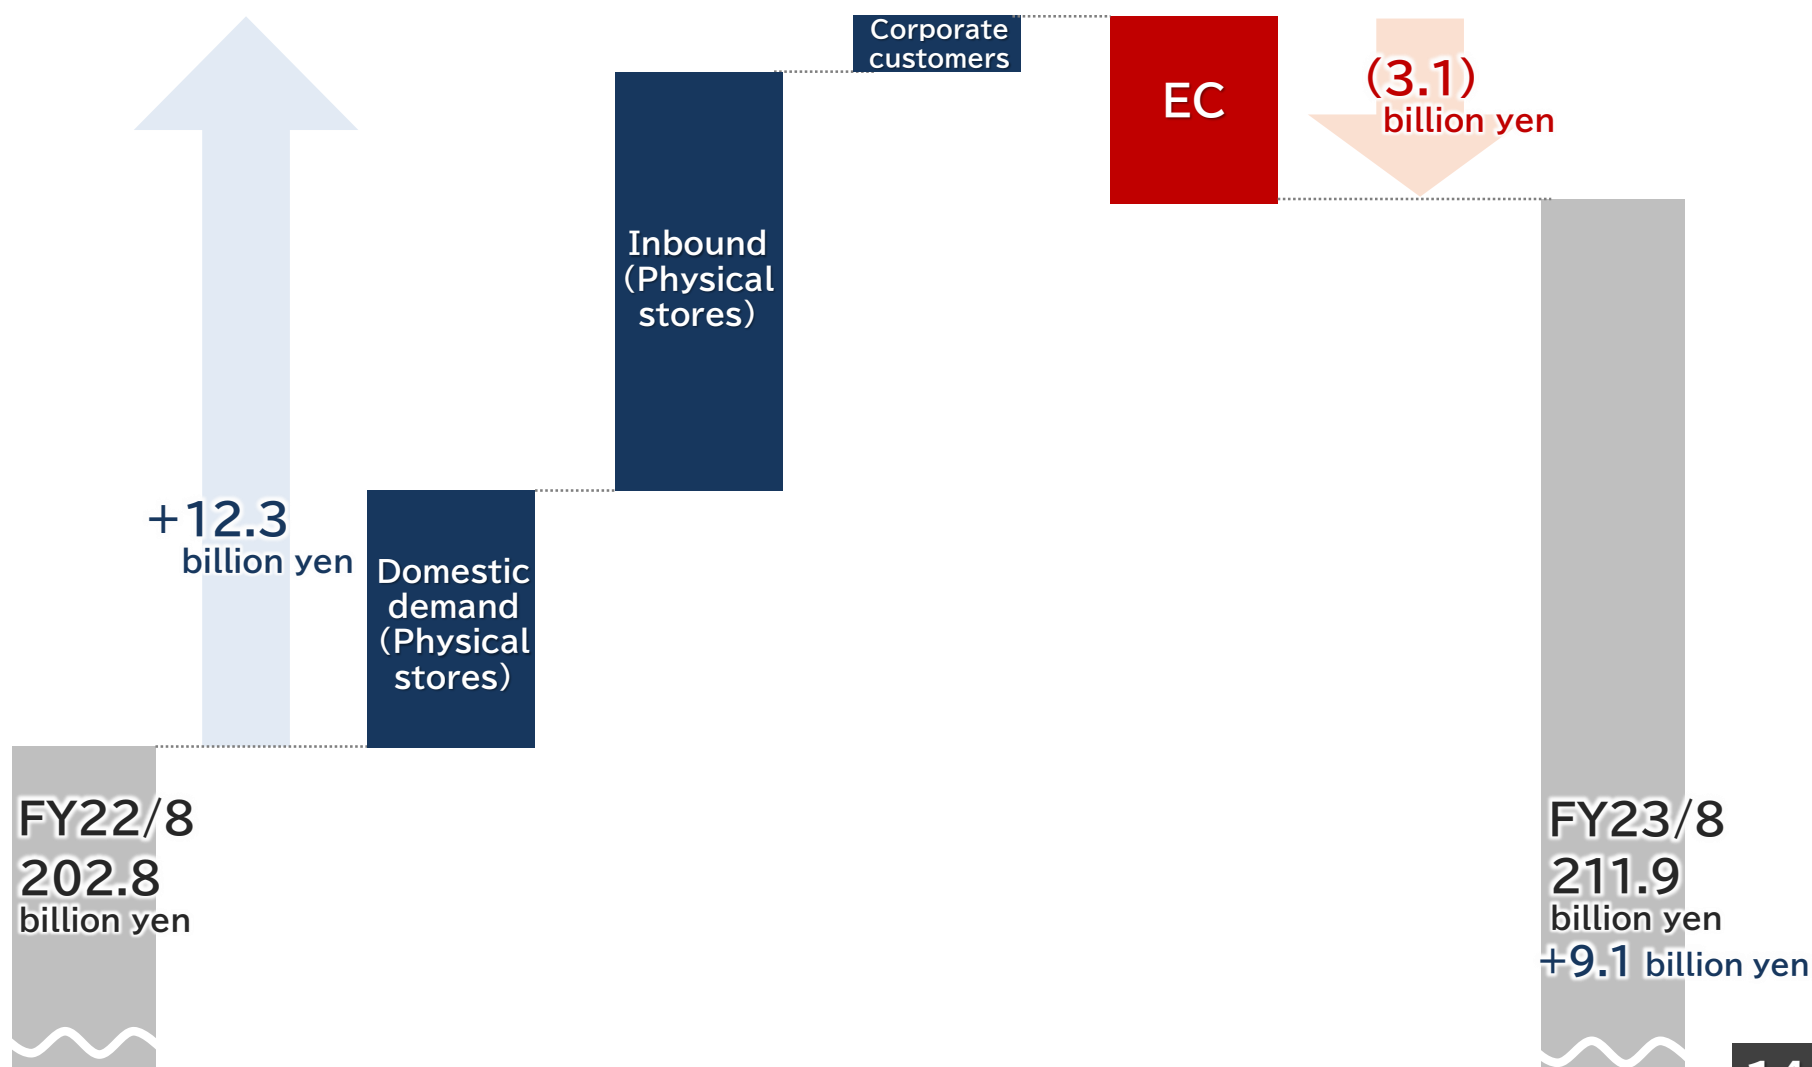 Corporate
customers
EC
(3.1)
billion yen
Inbound
(Physical
stores)
+12.3
billion yen
Domestic
demand
(Physical
stores)
FY22/8
202.8
billion yen
FY23/8
211.9
billion yen
+9.1 billion yen